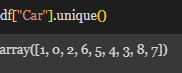 df["Car"].unique()
array([1, 0, 2, 6, 5, 4, 3, 8, 7])